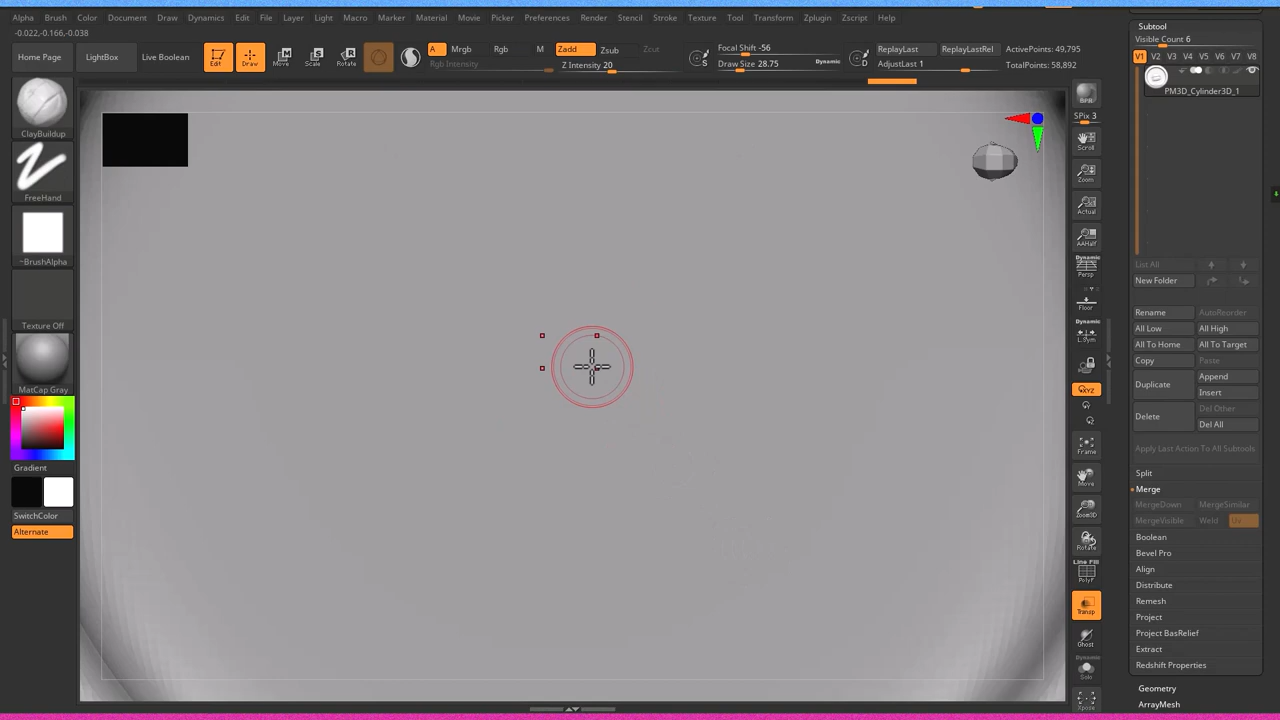 Alpha Brush Color Document Draw Dynamics Edit File Layer Light Macro Marker Material Movie Picker Preferences Render Stencil Stroke Texture Tool Transform Zplugin Zscript Help
-0.022,-0.166,-0.038
Home Page
LightBox
Live Boolean
Edit
Draw
Move
Scale
Rotate
A
Mrgb
Rgb
M
Rgb Intensity
Zadd
Zsub
Zcut
Z Intensity 20
S
Focal Shift -56
Draw Size 28.75
Dynamic
D
ReplayLast
ReplayLastRel
AdjustLast 1
ActivePoints: 49,795
TotalPoints: 58,892
ClayBuildup
FreeHand
~BrushAlpha
Texture Off
MatCap Gray
Gradient
SwitchColor
Alternate
BPR
SPix 3
Scroll
Zoom
Actual
AAHalf
Dynamic
Persp
Floor
Dynamic
L.Sym
XYZ
Frame
Move
Zoom3D
Rotate
Line Fill
PolyF
Transp
Ghost
Dynamic
Solo
Xpose
Subtool
Visible Count 6
V1 V2 V3 V4 V5 V6 V7 V8
PM3D_Cylinder3D_1
List All
New Folder
Rename
AutoReorder
All Low
All High
All To Home
All To Target
Copy
Paste
Duplicate
Append
Insert
Delete
Del Other
Del All
Apply Last Action To All Subtools
Split
Merge
MergeDown
MergeSimilar
MergeVisible
Weld
Uv
Boolean
Bevel Pro
Align
Distribute
Remesh
Project
Project BasRelief
Extract
Redshift Properties
Geometry
ArrayMesh